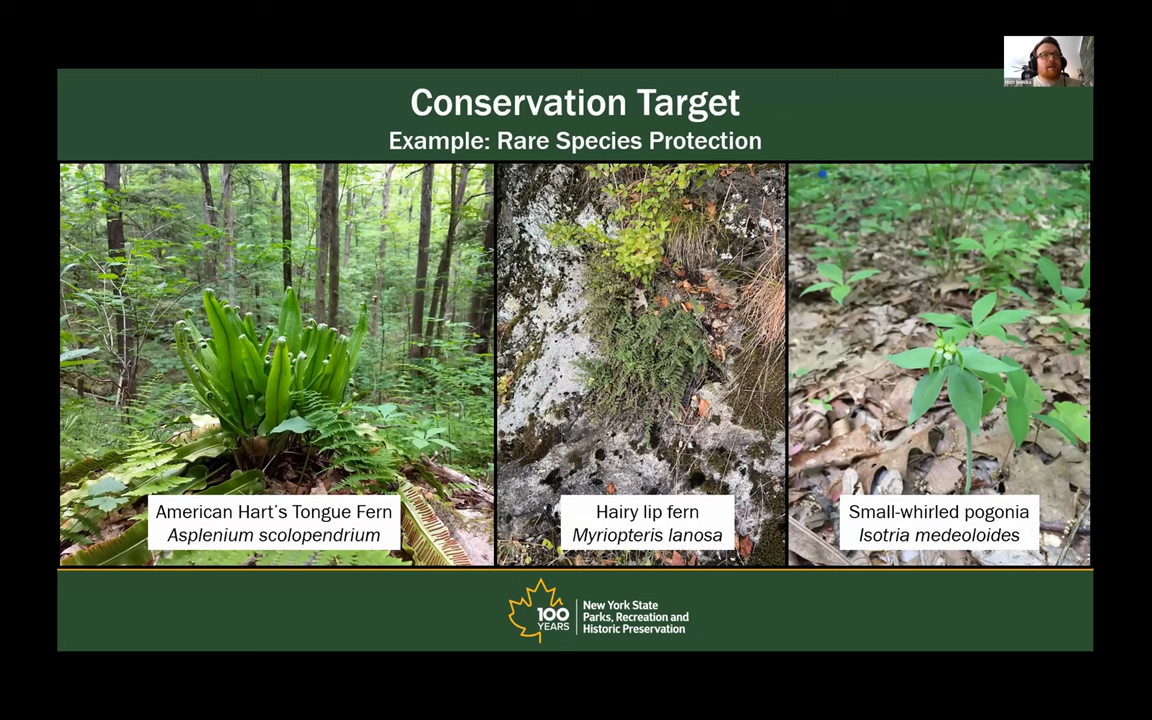 Conservation Target
Example: Rare Species Protection
American Hart's Tongue Fern
Asplenium scolopendrium
Hairy lip fern
Myriopteris lanosa
Small-whirled pogonia
Isotria medeoloides
100
YEARS
New York State
Parks, Recreation and
Historic Preservation